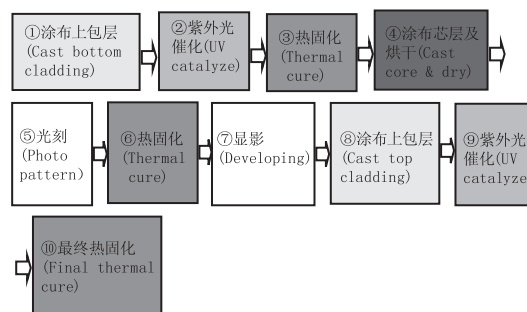 ①涂布上包层
(Cast bottom
cladding)
②紫外光
催化(UV
catalyze)
③热固化
(Thermal
cure)
④涂布芯层及
烘干(Cast
core & dry)
⑤光刻
(Photo
pattern)
⑥热固化
(Thermal
cure)
⑦显影
(Developing)
⑧涂布上包层
(Cast top
cladding)
⑨紫外光
催化(UV
catalyze
⑩最终热固化
(Final thermal
cure)